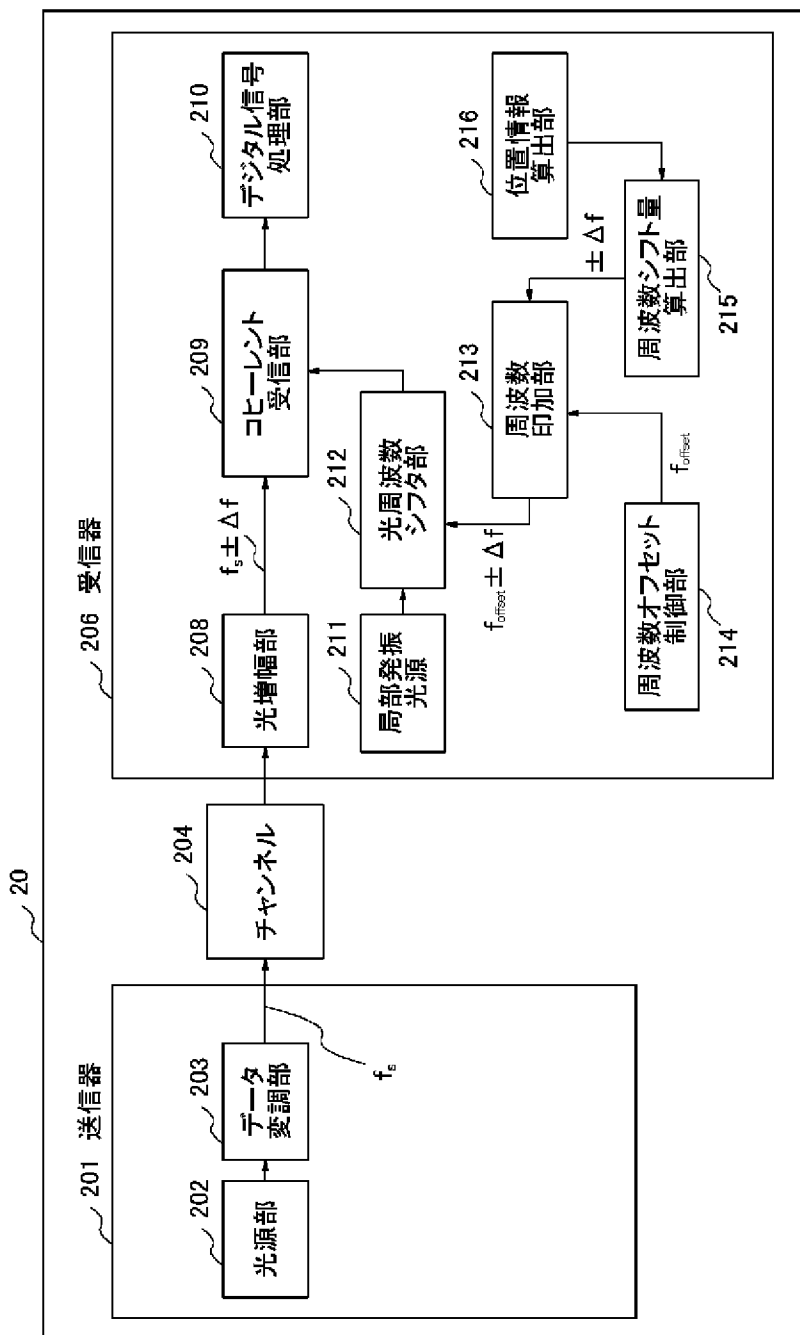 20
201 送信器
202
光源部
203
データ
変調部
fs
204
チャンネル
206 受信器
208
光増幅部
fs±Δf
209
コヒーレント
受信部
210
デジタル信号
処理部
211
局部発振
光源
212
光周波数
シフタ部
foffset±Δf
213
周波数
印加部
±Δf
216
位置情報
算出部
周波数オフセット
制御部
214
foffset
周波数シフト量
算出部
215